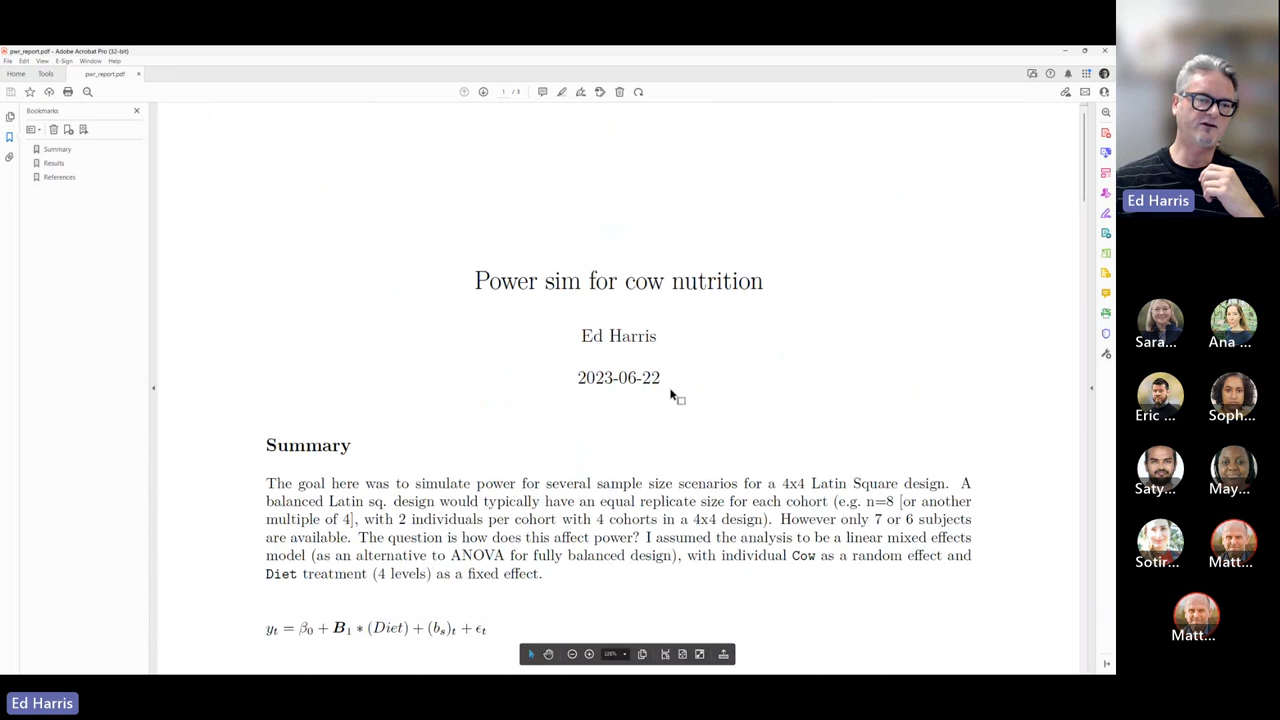 pwr_report.pdf - Adobe Acrobat Pro (32-bit)
File Edit View E-Sign Window Help
Home Tools pwr_report.pdf ×
1 / 3
Bookmarks
Summary
Results
References
Power sim for cow nutrition
Ed Harris
2023-06-22
Summary
The goal here was to simulate power for several sample size scenarios for a 4x4 Latin Square design. A
balanced Latin sq. design would typically have an equal replicate size for each cohort (e.g. n=8 [or another
multiple of 4], with 2 individuals per cohort with 4 cohorts in a 4x4 design). However only 7 or 6 subjects
are available. The question is how does this affect power? I assumed the analysis to be a linear mixed effects
model (as an alternative to ANOVA for fully balanced design), with individual Cow as a random effect and
Diet treatment (4 levels) as a fixed effect.
yₜ = β₀ + B₁ ∗ (Diet) + (bₛ)ₜ + ϵₜ
Ed Harris
Sara... Ana ...
Eric ... Soph...
Saty... May...
Sotir... Matt...
Matt...
Ed Harris